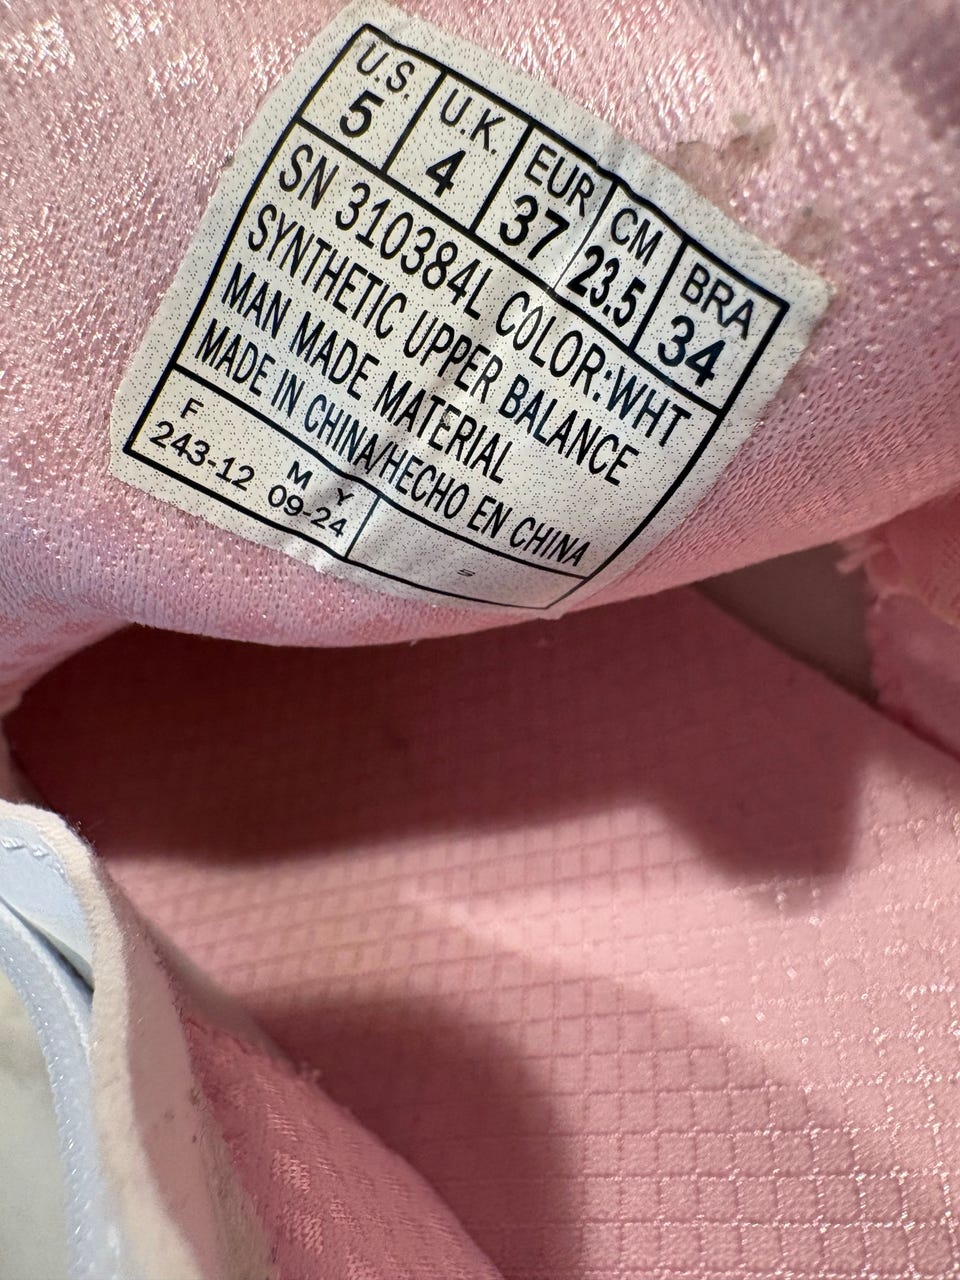 U.S. U.K. EUR CM BRA
5 4 37 23.5 34
SN 310384L COLOR:WHT
SYNTHETIC UPPER BALANCE
MAN MADE MATERIAL
MADE IN CHINA/HECHO EN CHINA
F M Y
243-12 09-24
S